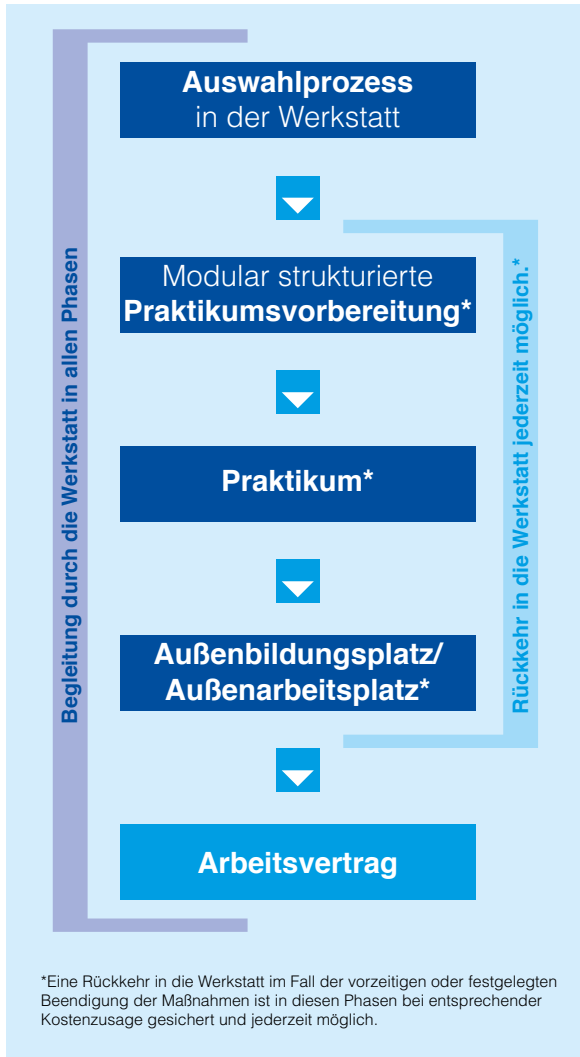 Auswahlprozess
in der Werkstatt
Modular strukturierte
Praktikumsvorbereitung*
Praktikum*
Außenbildungsplatz/
Außenarbeitsplatz*
Arbeitsvertrag
Begleitung durch die Werkstatt in allen Phasen
Rückkehr in die Werkstatt jederzeit möglich.*
*Eine Rückkehr in die Werkstatt im Fall der vorzeitigen oder festgelegten
Beendigung der Maßnahmen ist in diesen Phasen bei entsprechender
Kostenzusage gesichert und jederzeit möglich.